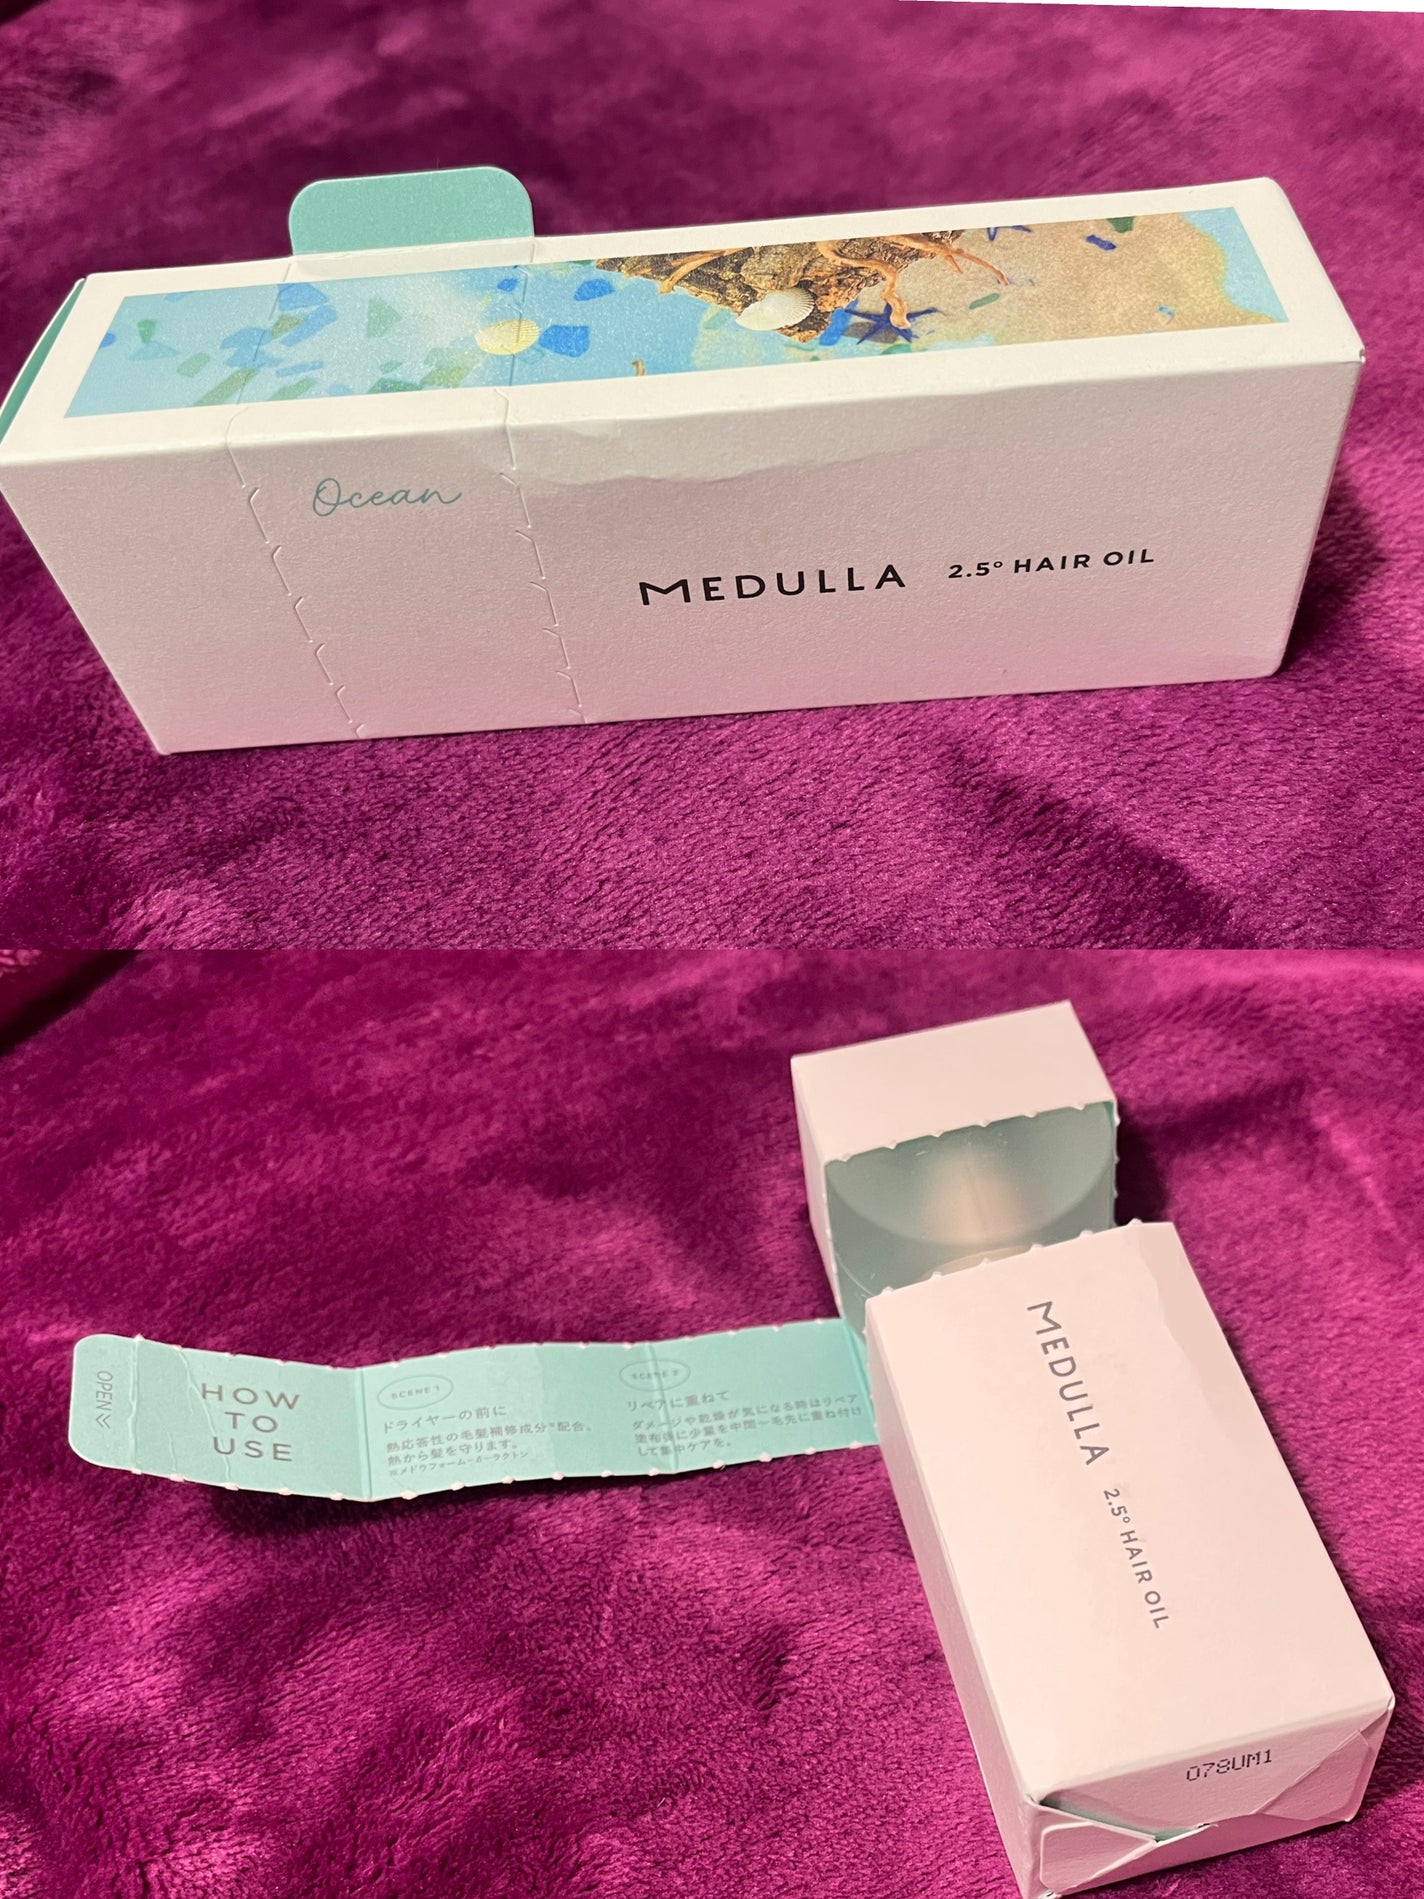 Ocean
MEDULLA 2.5° HAIR OIL
OPEN
HOW
TO
USE
SCENE 1
ドライヤーの前に
熱応答性の毛髪補修成分※配合。
熱から髪を守ります。
※メドウフォーム-δ-ラクトン
SCENE 2
リペアに重ねて
ダメージや乾燥が気になる時はリペア
塗布後に少量を中間〜毛先に重ね付け
して集中ケアを。
MEDULLA 2.5° HAIR OIL
078UM1